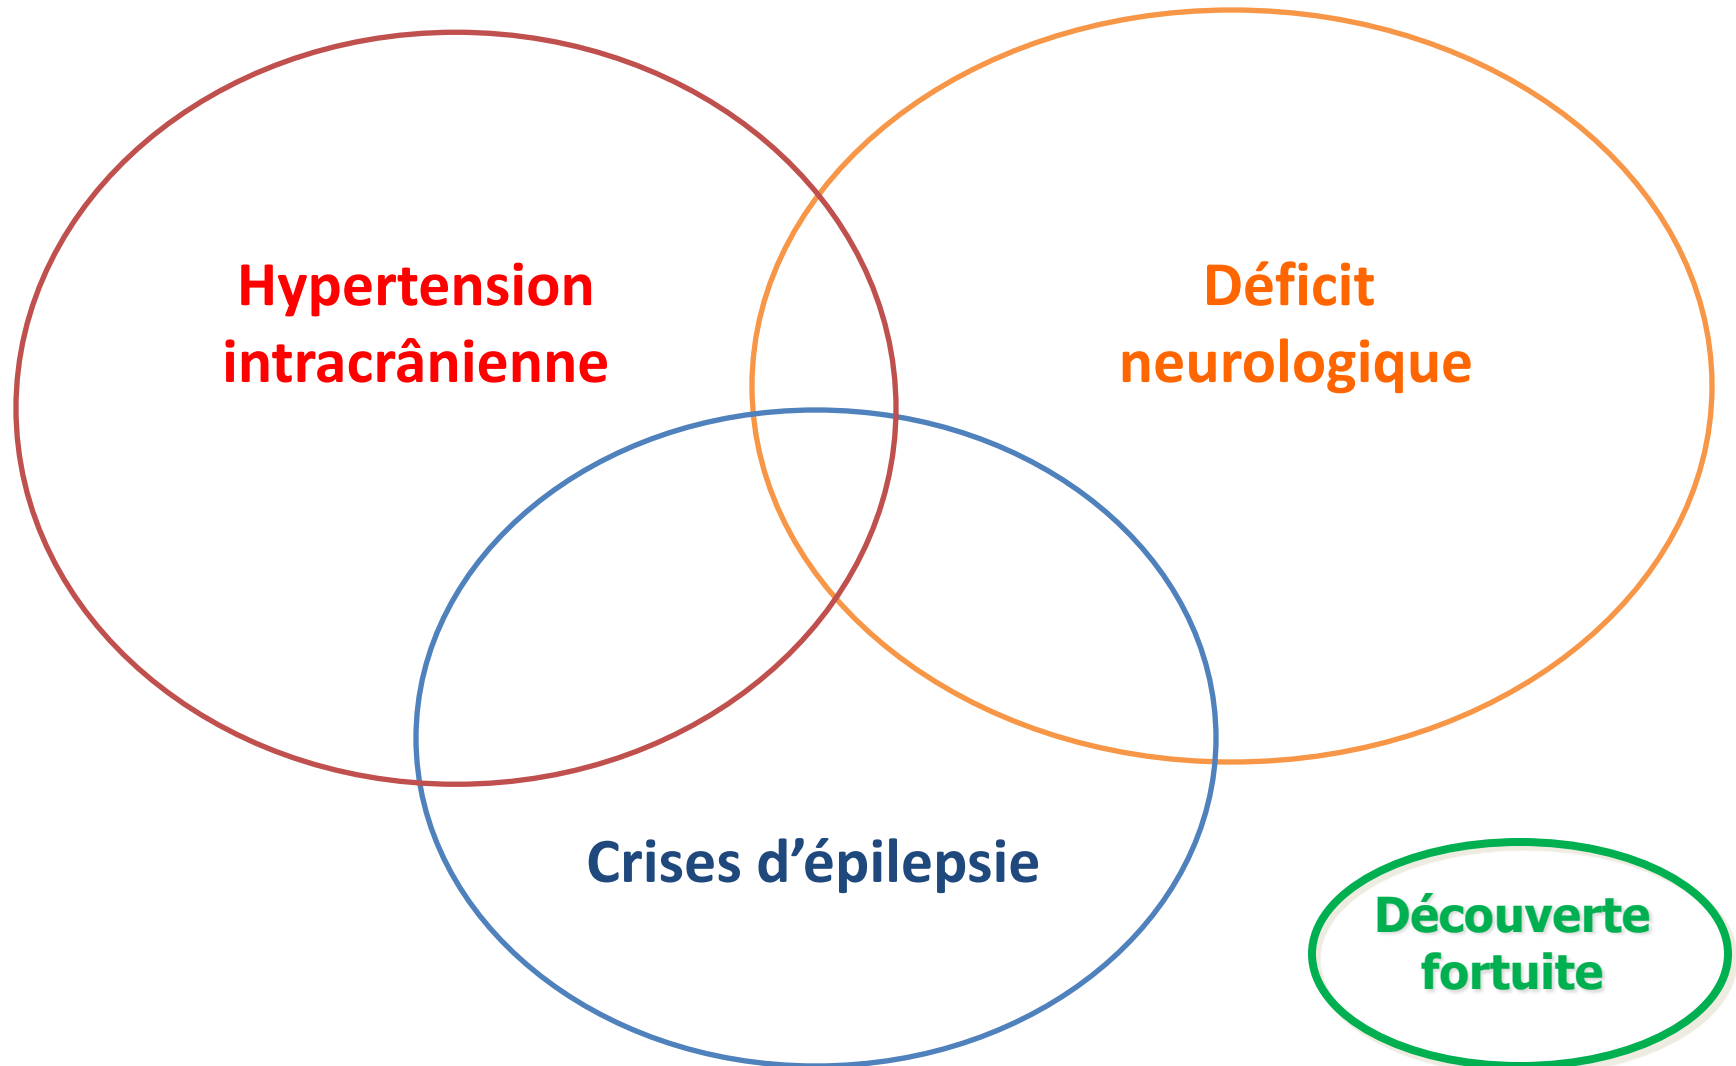 Hypertension
intracrânienne
Déficit
neurologique
Crises d’épilepsie
Découverte
fortuite